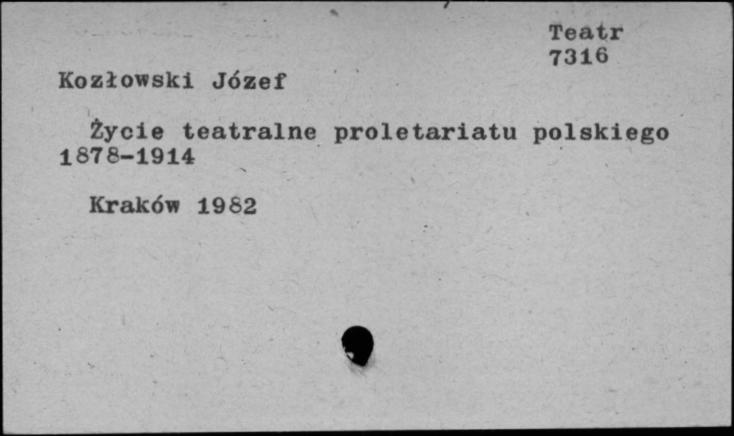 Teatr
7316
Kozłowski Józef
Życie teatralne proletariatu polskiego
1878-1914
Kraków 1982